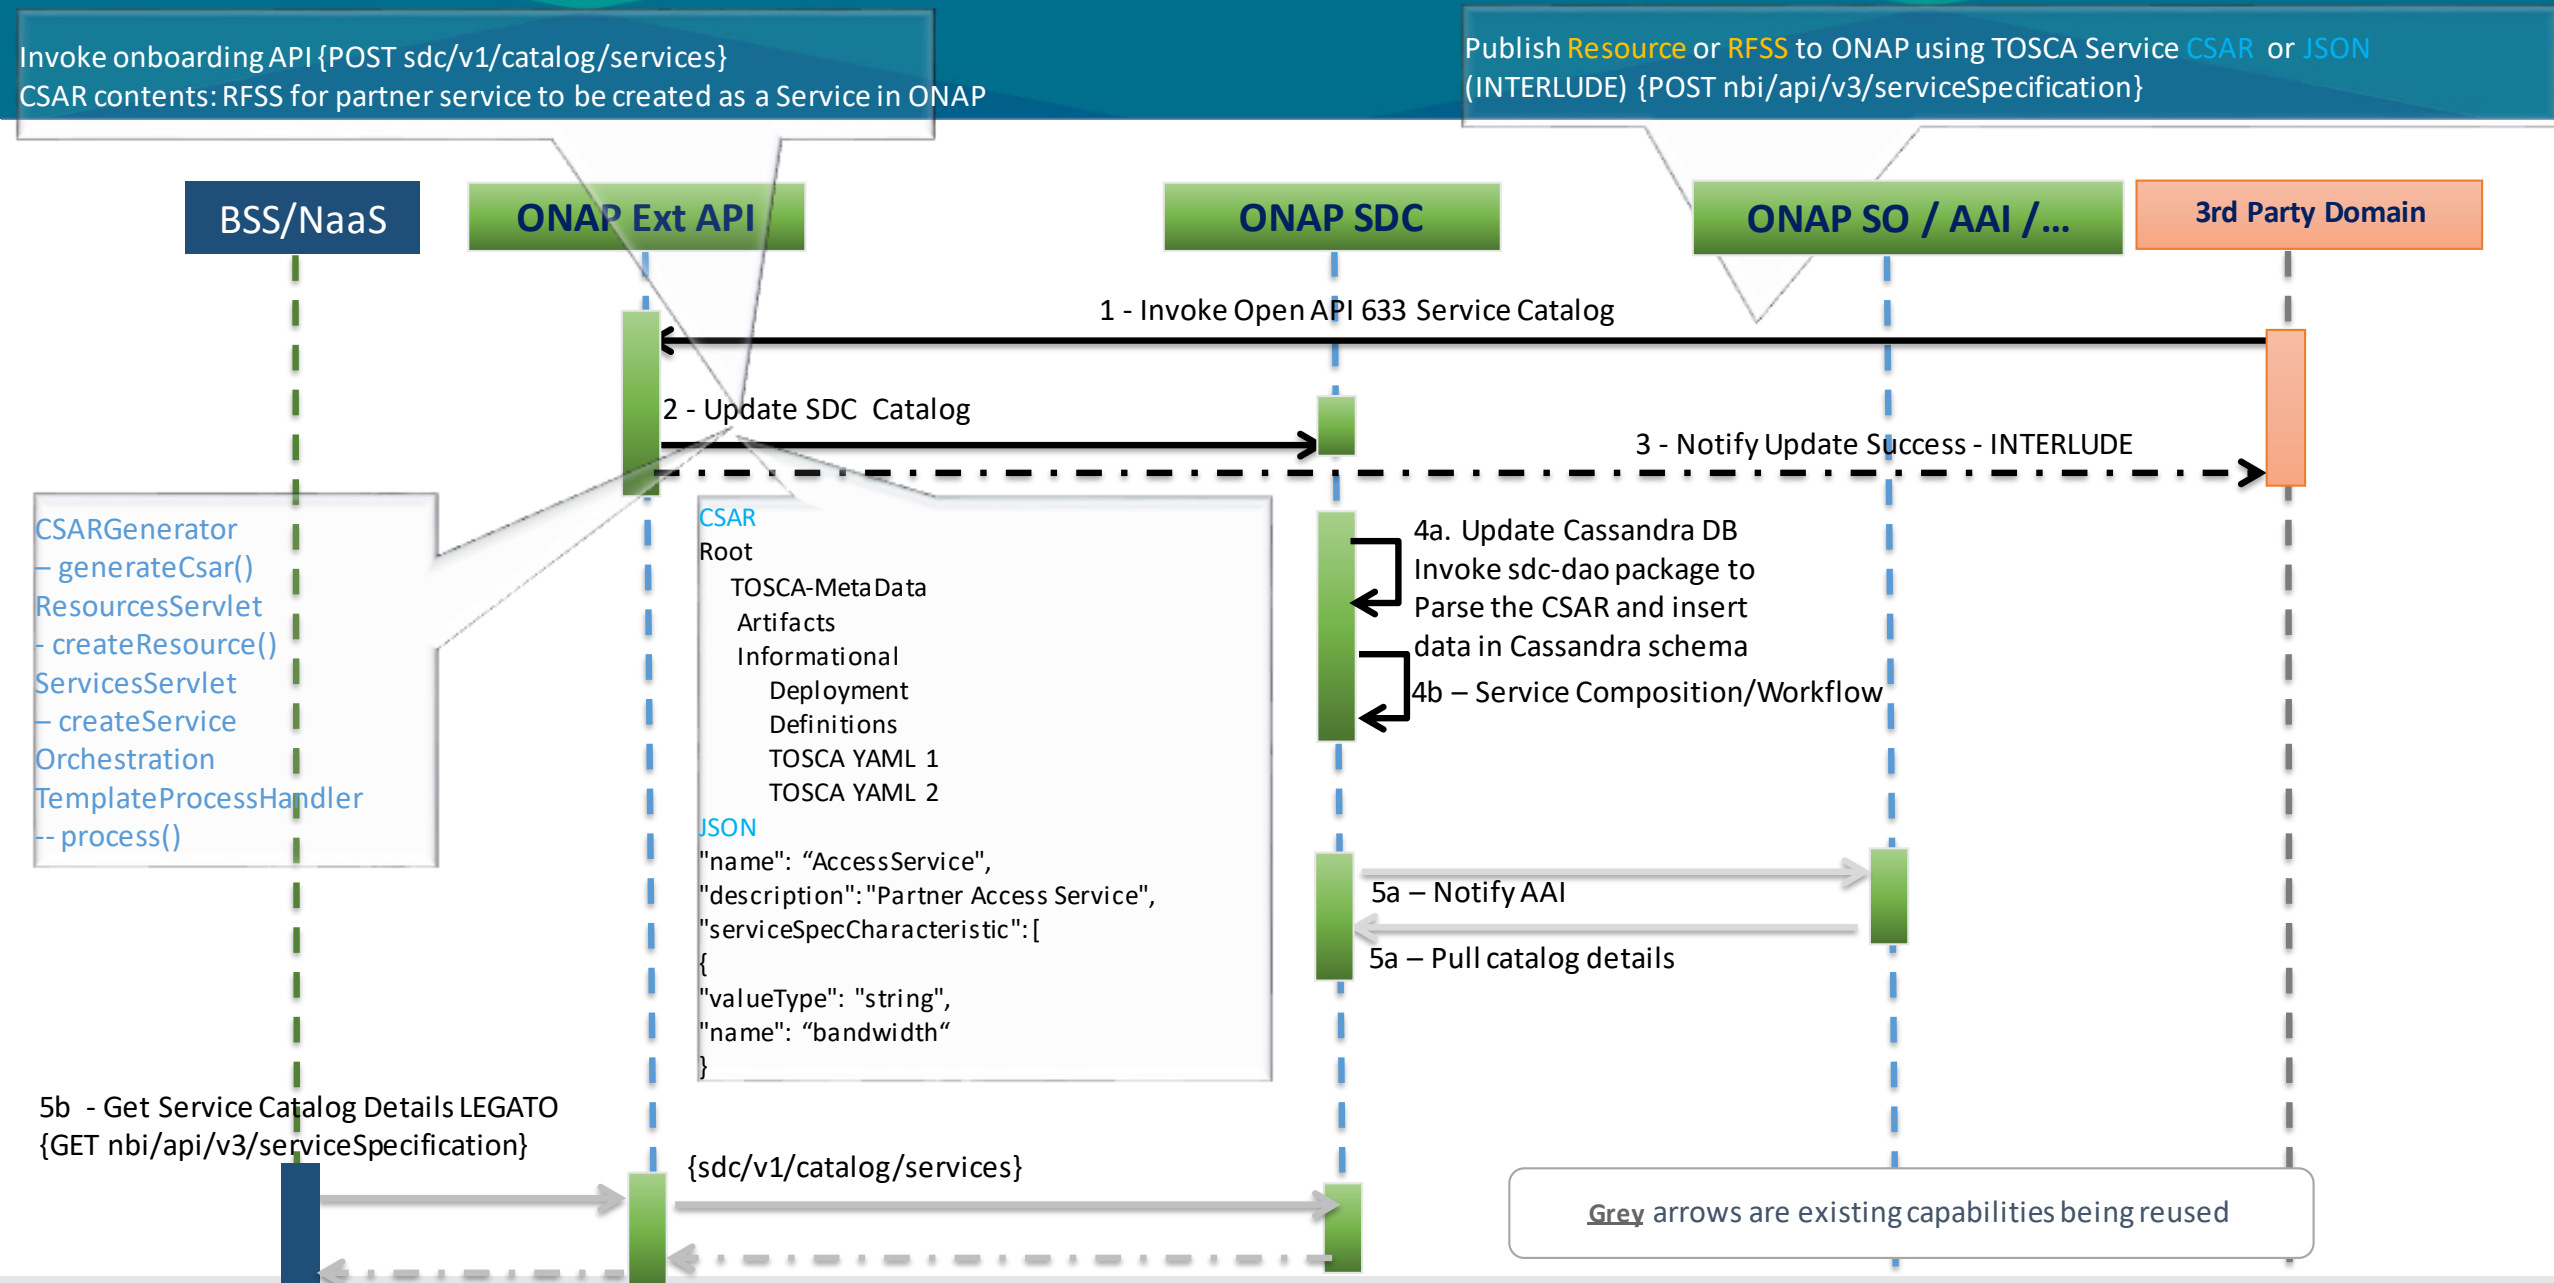 Invoke onboarding API {POST sdc/v1/catalog/services}
CSAR contents: RFSS for partner service to be created as a Service in ONAP
Publish Resource or RFSS to ONAP using TOSCA Service CSAR or JSON
(INTERLUDE) {POST nbi/api/v3/serviceSpecification}
BSS/NaaS
ONAP Ext API
ONAP SDC
ONAP SO / AAI /...
3rd Party Domain
1 - Invoke Open API 633 Service Catalog
2 - Update SDC Catalog
3 - Notify Update Success - INTERLUDE
CSARGenerator
– generateCsar()
ResourcesServlet
- createResource()
ServicesServlet
– createService
Orchestration
TemplateProcessHandler
-- process()
CSAR
Root
TOSCA-MetaData
Artifacts
Informational
Deployment
Definitions
TOSCA YAML 1
TOSCA YAML 2
JSON
"name": “AccessService",
"description":"Partner Access Service",
"serviceSpecCharacteristic":[
{
"valueType": "string",
"name": “bandwidth“
}
4a. Update Cassandra DB
Invoke sdc-dao package to
Parse the CSAR and insert
data in Cassandra schema
4b – Service Composition/Workflow
5a – Notify AAI
5a – Pull catalog details
5b - Get Service Catalog Details LEGATO
{GET nbi/api/v3/serviceSpecification}
{sdc/v1/catalog/services}
Grey arrows are existing capabilities being reused